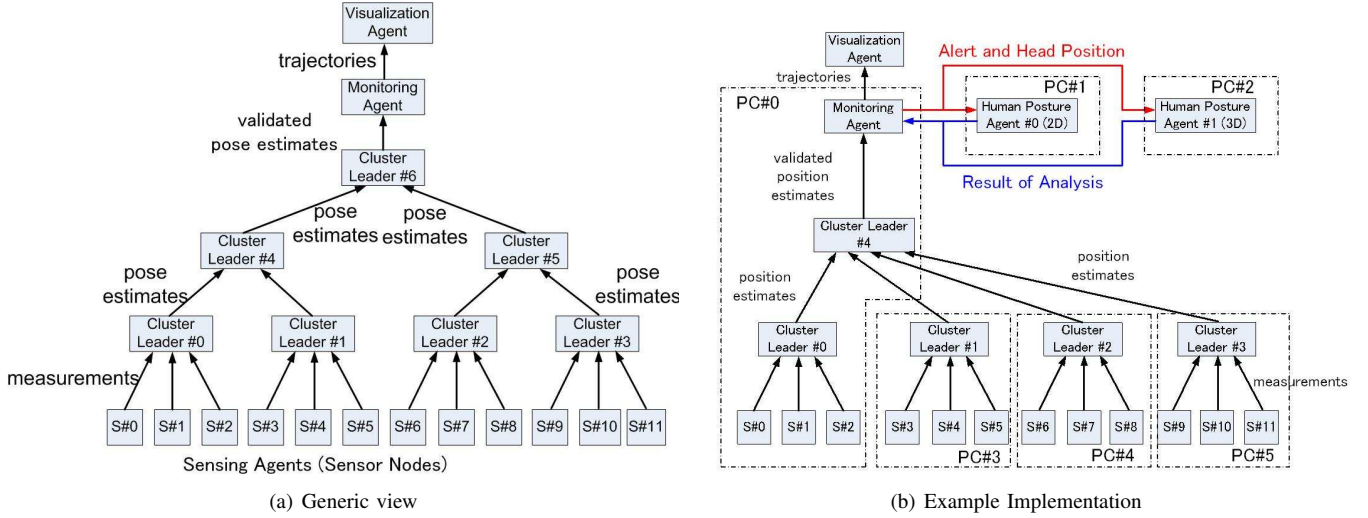 Visualization
Agent
trajectories
Monitoring
Agent
validated
pose estimates
Cluster
Leader #6
pose
estimates
pose
estimates
Cluster
Leader #4
Cluster
Leader #5
pose
estimates
pose
estimates
Cluster
Leader #0
Cluster
Leader #1
Cluster
Leader #2
Cluster
Leader #3
measurements
S#0
S#1
S#2
S#3
S#4
S#5
S#6
S#7
S#8
S#9
S#10
S#11
Sensing Agents (Sensor Nodes)
(a) Generic view
Visualization
Agent
trajectories
Alert and Head Position
PC#0
Monitoring
Agent
PC#1
Human Posture
Agent #0 (2D)
PC#2
Human Posture
Agent #1 (3D)
validated
position
estimates
Result of Analysis
Cluster Leader
#4
position
estimates
position
estimates
Cluster
Leader #0
Cluster
Leader #1
Cluster
Leader #2
Cluster
Leader #3
measurements
S#0
S#1
S#2
S#3
S#4
S#5
S#6
S#7
S#8
S#9
S#10
S#11
PC#3
PC#4
PC#5
(b) Example Implementation